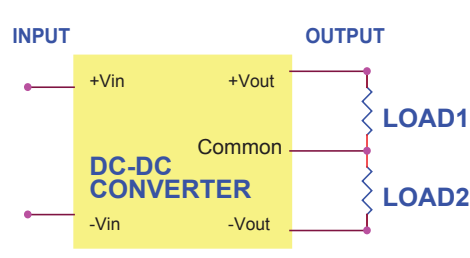 INPUT
OUTPUT
+Vin
+Vout
LOAD1
Common
DC-DC
CONVERTER
LOAD2
-Vin
-Vout